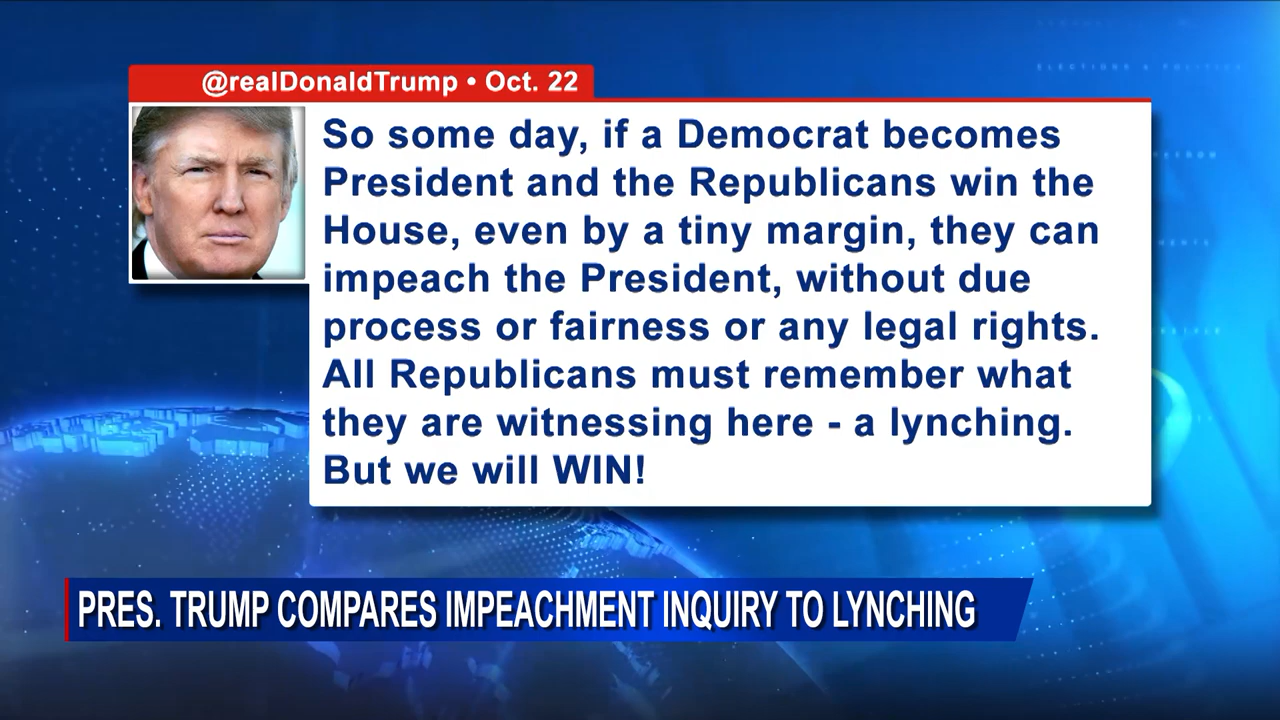 @realDonaldTrump • Oct. 22
So some day, if a Democrat becomes
President and the Republicans win the
House, even by a tiny margin, they can
impeach the President, without due
process or fairness or any legal rights.
All Republicans must remember what
they are witnessing here - a lynching.
But we will WIN!
PRES. TRUMP COMPARES IMPEACHMENT INQUIRY TO LYNCHING